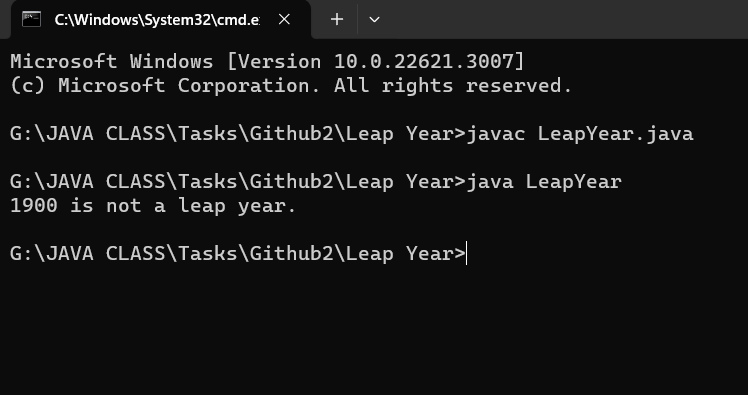 C:\Windows\System32\cmd.e
Microsoft Windows [Version 10.0.22621.3007]
(c) Microsoft Corporation. All rights reserved.
G:\JAVA CLASS\Tasks\Github2\Leap Year>javac LeapYear.java
G:\JAVA CLASS\Tasks\Github2\Leap Year>java LeapYear
1900 is not a leap year.
G:\JAVA CLASS\Tasks\Github2\Leap Year>